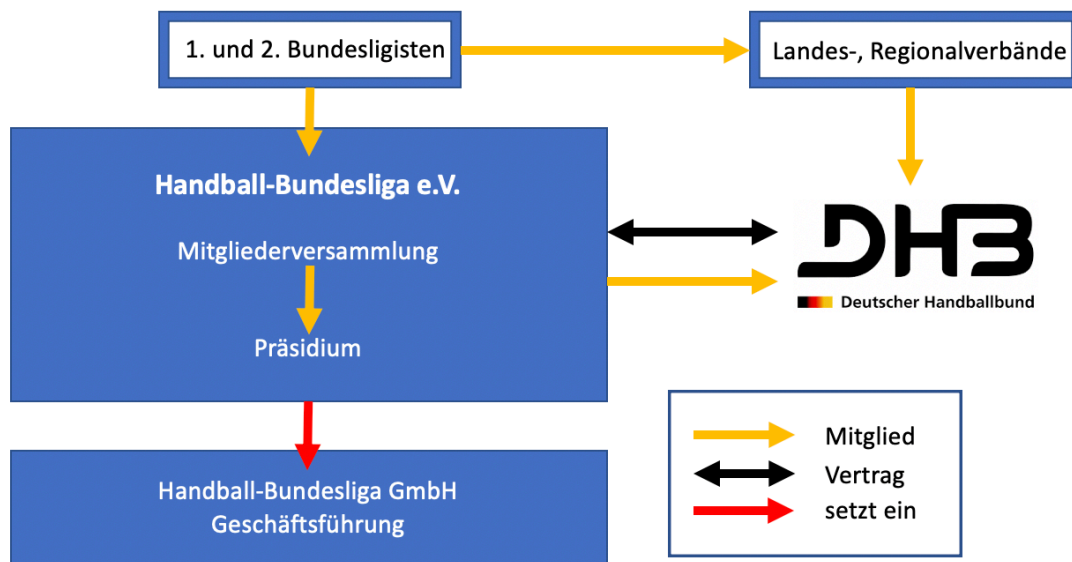 1. und 2. Bundesligisten
Landes-, Regionalverbände
Handball-Bundesliga e.V.
Mitgliederversammlung
Präsidium
DHB
Deutscher Handballbund
Handball-Bundesliga GmbH
Geschäftsführung
Mitglied
Vertrag
setzt ein